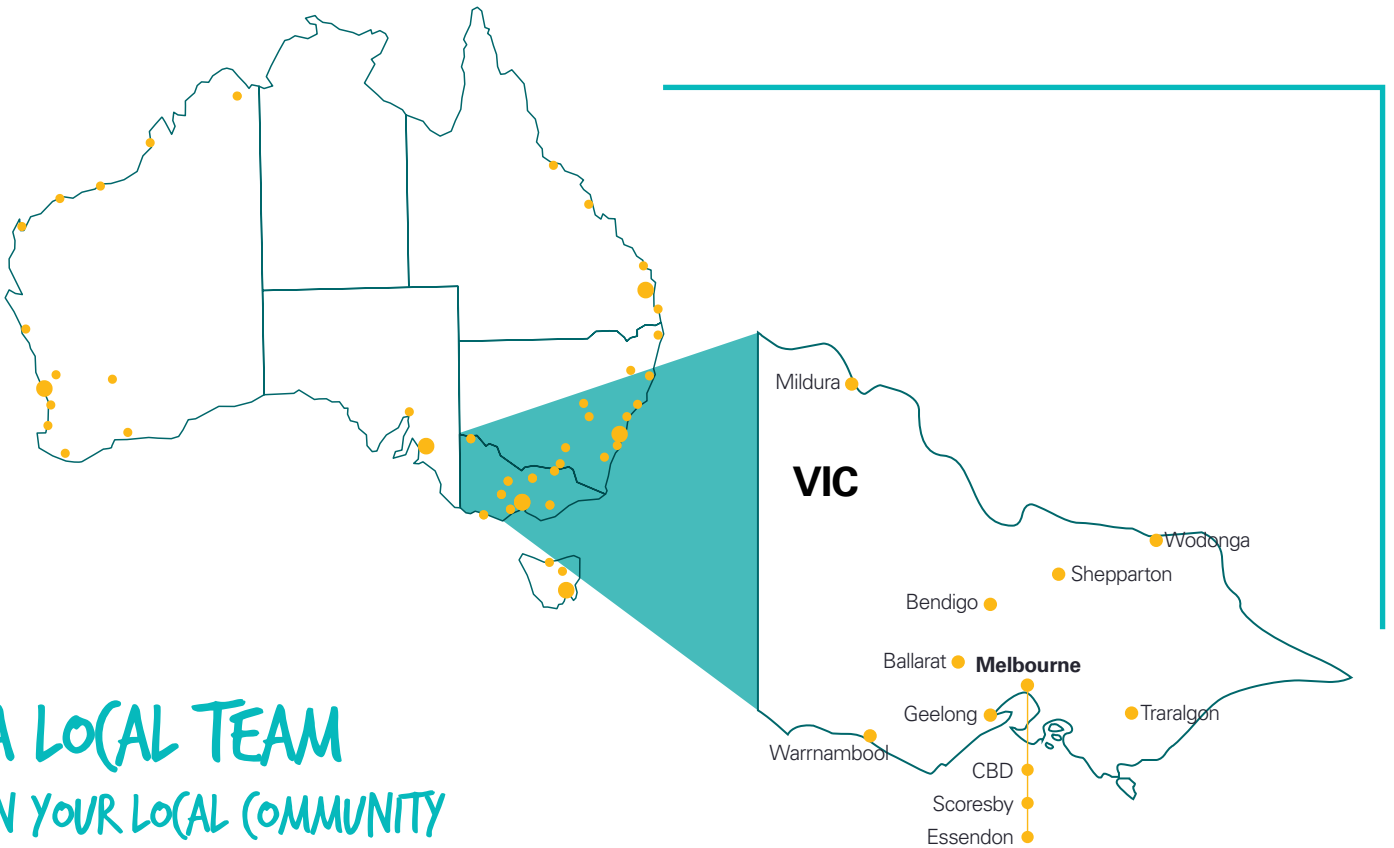 Mildura
VIC
Wodonga
Shepparton
Bendigo
Ballarat
Melbourne
Geelong
Traralgon
Warrnambool
CBD
Scoresby
Essendon
A LOCAL TEAM
N YOUR LOCAL COMMUNITY